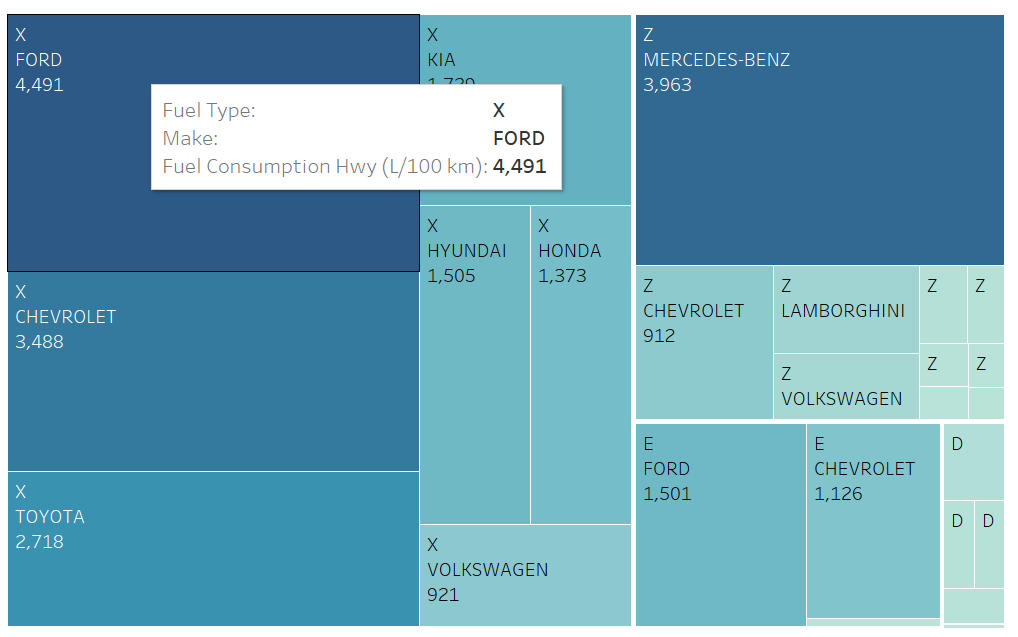 X
FORD
4,491
X
KIA
Fuel Type: X
Make: FORD
Fuel Consumption Hwy (L/100 km): 4,491
X
CHEVROLET
3,488
X
TOYOTA
2,718
X
HYUNDAI
1,505
X
HONDA
1,373
X
VOLKSWAGEN
921
Z
MERCEDES-BENZ
3,963
Z
CHEVROLET
912
Z
LAMBORGHINI
Z
VOLKSWAGEN
Z
Z
Z
Z
E
FORD
1,501
E
CHEVROLET
1,126
D
D
D